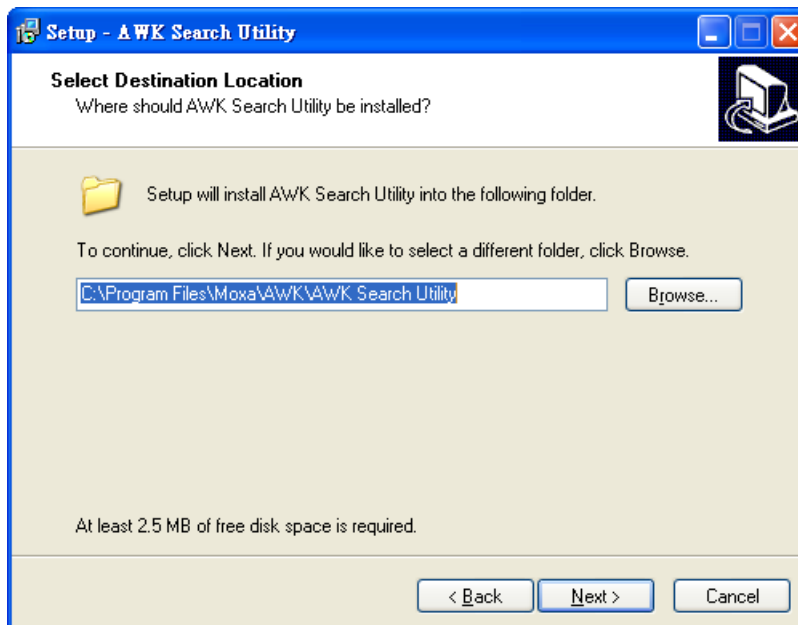 Setup - AWK Search Utility
Select Destination Location
Where should AWK Search Utility be installed?
Setup will install AWK Search Utility into the following folder.
To continue, click Next. If you would like to select a different folder, click Browse.
C:\Program Files\Moxa\AWK\AWK Search Utility
Browse...
At least 2.5 MB of free disk space is required.
< Back
Next >
Cancel